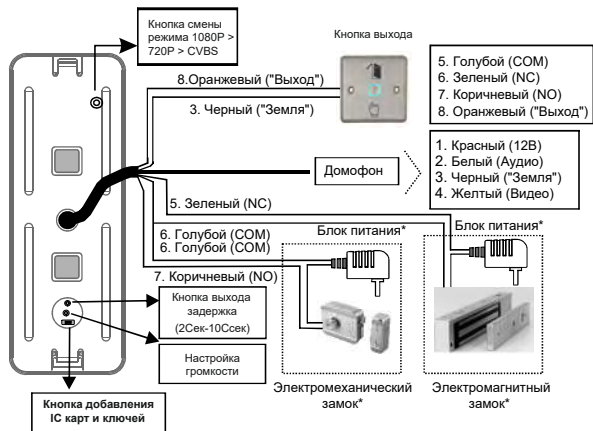 Кнопка смены
режима 1080P >
720P > CVBS
Кнопка выхода
8.Оранжевый ("Выход")
3. Черный ("Земля")
5. Голубой (COM)
6. Зеленый (NC)
7. Коричневый (NO)
8. Оранжевый ("Выход")
Домофон
1. Красный (12В)
2. Белый (Аудио)
3. Черный ("Земля")
4. Желтый (Видео)
5. Зеленый (NC)
6. Голубой (COM)
6. Голубой (COM)
7. Коричневый (NO)
Блок питания*
Блок питания*
Кнопка выхода
задержка
(2Сек-10Ссек)
Настройка
громкости
Кнопка добавления
IC карт и ключей
Электромеханический
замок*
Электромагнитный
замок*